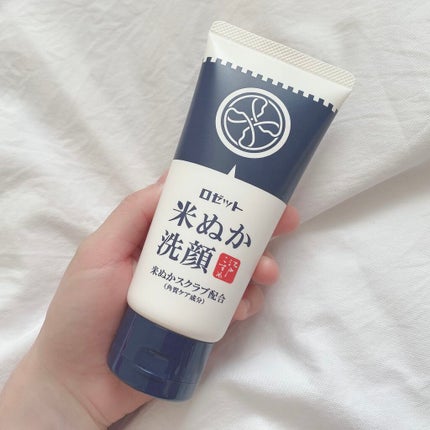 ロゼット
米ぬか
洗顔
米ぬかスクラブ配合
(角質ケア成分)